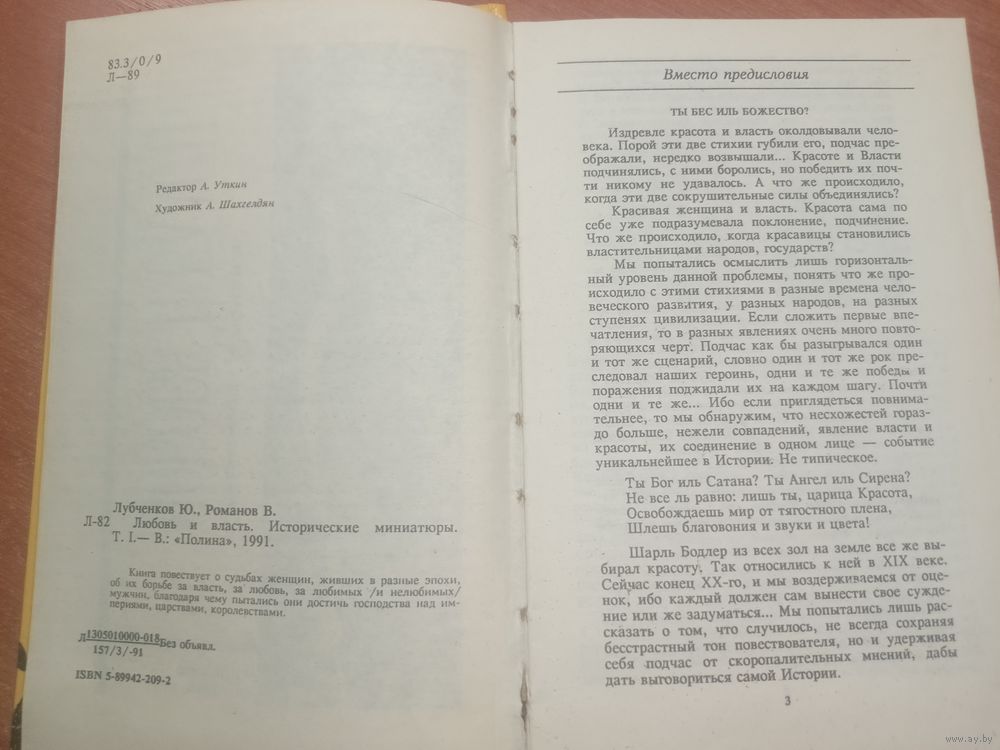 83.3/0/9
Л—89
Редактор А. Уткин
Художник А. Шахгелдян
Лубченков Ю., Романов В.
Л-82 Любовь и власть. Исторические миниатюры.
Т. I.— В.: «Полина», 1991.
Книга повествует о судьбах женщин, живших в разные эпохи,
об их борьбе за власть, за любовь, за любимых /и нелюбимых/
мужчин, благодаря чему пытались они достичь господства над им-
периями, царствами, королевствами.
Л 1305010000-018 Без объявл.
157/3/-91
ISBN 5-89942-209-2
Вместо предисловия
ТЫ БЕС ИЛЬ БОЖЕСТВО?
Издревле красота и власть околдовывали чело-
века. Порой эти две стихии губили его, подчас пре-
ображали, нередко возвышали... Красоте и Власти
подчинялись, с ними боролись, но победить их поч-
ти никому не удавалось. А что же происходило,
когда эти две сокрушительные силы объединялись?
Красивая женщина и власть. Красота сама по
себе уже подразумевала поклонение, подчинение.
Что же происходило, когда красавицы становились
властительницами народов, государств?
Мы попытались осмыслить лишь горизонталь-
ный уровень данной проблемы, понять что же про-
исходило с этими стихиями в разные времена чело-
веческого развития, у разных народов, на разных
ступенях цивилизации. Если сложить первые впе-
чатления, то в разных явлениях очень много повто-
ряющихся черт. Подчас как бы разыгрывался один
и тот же сценарий, словно один и тот же рок пре-
следовал наших героинь, одни и те же победы и
поражения поджидали их на каждом шагу. Почти
одни и те же... Ибо если приглядеться повнима-
тельнее, то мы обнаружим, что несхожестей гораз-
до больше, нежели совпадений, явление власти и
красоты, их соединение в одном лице — событие
уникальнейшее в Истории. Не типическое.
Ты Бог иль Сатана? Ты Ангел иль Сирена?
Не все ль равно: лишь ты, царица Красота,
Освобождаешь мир от тягостного плена,
Шлешь благовония и звуки и цвета!
Шарль Бодлер из всех зол на земле все же вы-
бирал красоту. Так относились к ней в XIX веке.
Сейчас конец XX-го, и мы воздерживаемся от оце-
нок, ибо каждый должен сам вынести свое сужде-
ние или же задуматься... Мы попытались лишь рас-
сказать о том, что случилось, не всегда сохраняя
бесстрастный тон повествователя, но и удерживая
себя подчас от скоропалительных мнений, дабы
дать выговориться самой Истории.
3
www.ay.by